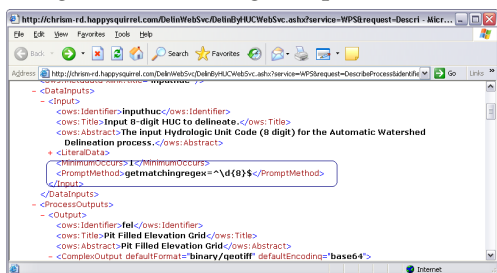 http://chrism-rd.happysquirrel.com/DelinWebSvc/DelinByHUCWebSvc.ashx?service=WPS&request=Descri - Micr...
File Edit View Favorites Tools Help
Back Search Favorites
Address http://chrism-rd.happysquirrel.com/DelinWebSvc/DelinByHUCWebSvc.ashx?service=WPS&request=DescribeProcess&identifie Go Links »
- <DataInputs>
- <Input>
<ows:Identifier>inputhuc</ows:Identifier>
<ows:Title>Input 8-digit HUC to delineate.</ows:Title>
<ows:Abstract>The input Hydrologic Unit Code (8 digit) for the Automatic Watershed
Delineation process.</ows:Abstract>
+ <LiteralData>
<MinimumOccurs>1</MinimumOccurs>
<PromptMethod>getmatchingregex=^\d{8}$</PromptMethod>
</Input>
</DataInputs>
- <ProcessOutputs>
- <Output>
<ows:Identifier>fel</ows:Identifier>
<ows:Title>Pit Filled Elevation Grid</ows:Title>
<ows:Abstract>Pit Filled Elevation Grid</ows:Abstract>
- <ComplexOutput defaultFormat="binary/geotiff" defaultEncoding="base64">
Internet